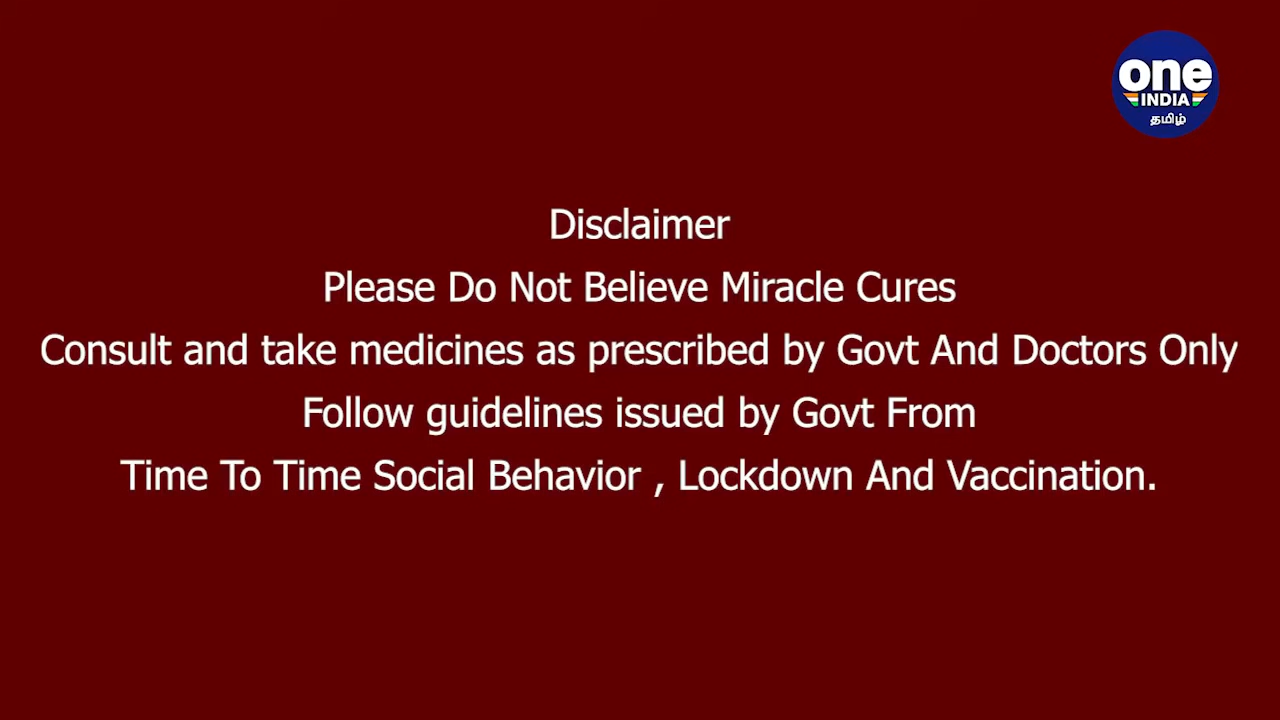 one
INDIA
தமிழ்
Disclaimer
Please Do Not Believe Miracle Cures
Consult and take medicines as prescribed by Govt And Doctors Only
Follow guidelines issued by Govt From
Time To Time Social Behavior , Lockdown And Vaccination.